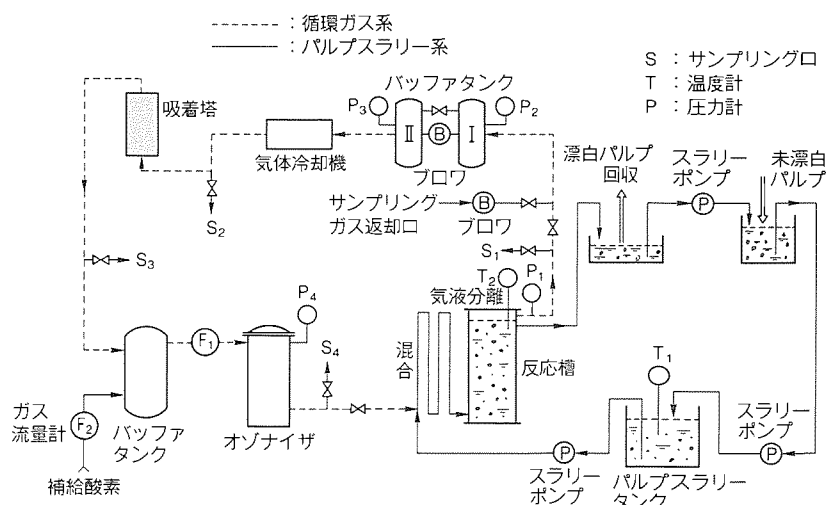 -----：循環ガス系
――：パルプスラリー系
S：サンプリング口
T：温度計
P：圧力計
吸着塔
バッファタンク
P₃
P₂
Ⅱ
B
Ⅰ
気体冷却機
ブロワ
漂白パルプ
回収
スラリー
ポンプ
P
未漂白
パルプ
サンプリング
ガス返却口
B
ブロワ
S₂
S₁
S₃
T₂
P₁
気液分離
P₄
混合
反応槽
F₁
S₄
T₁
ガス
流量計
F₂
バッファ
タンク
オゾナイザ
補給酸素
P
スラリー
ポンプ
パルプスラリー
タンク
スラリー
ポンプ
P